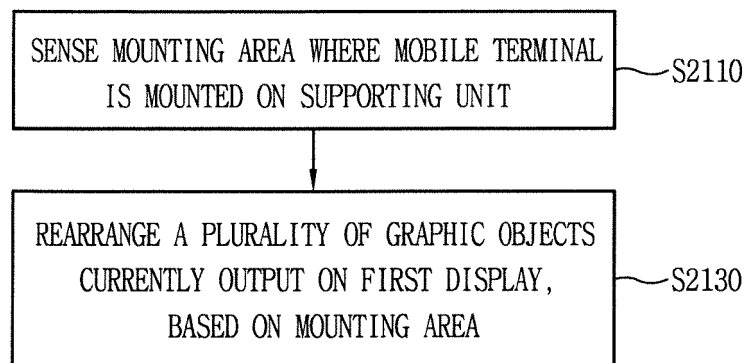 SENSE MOUNTING AREA WHERE MOBILE TERMINAL
IS MOUNTED ON SUPPORTING UNIT
S2110
REARRANGE A PLURALITY OF GRAPHIC OBJECTS
CURRENTLY OUTPUT ON FIRST DISPLAY,
BASED ON MOUNTING AREA
S2130